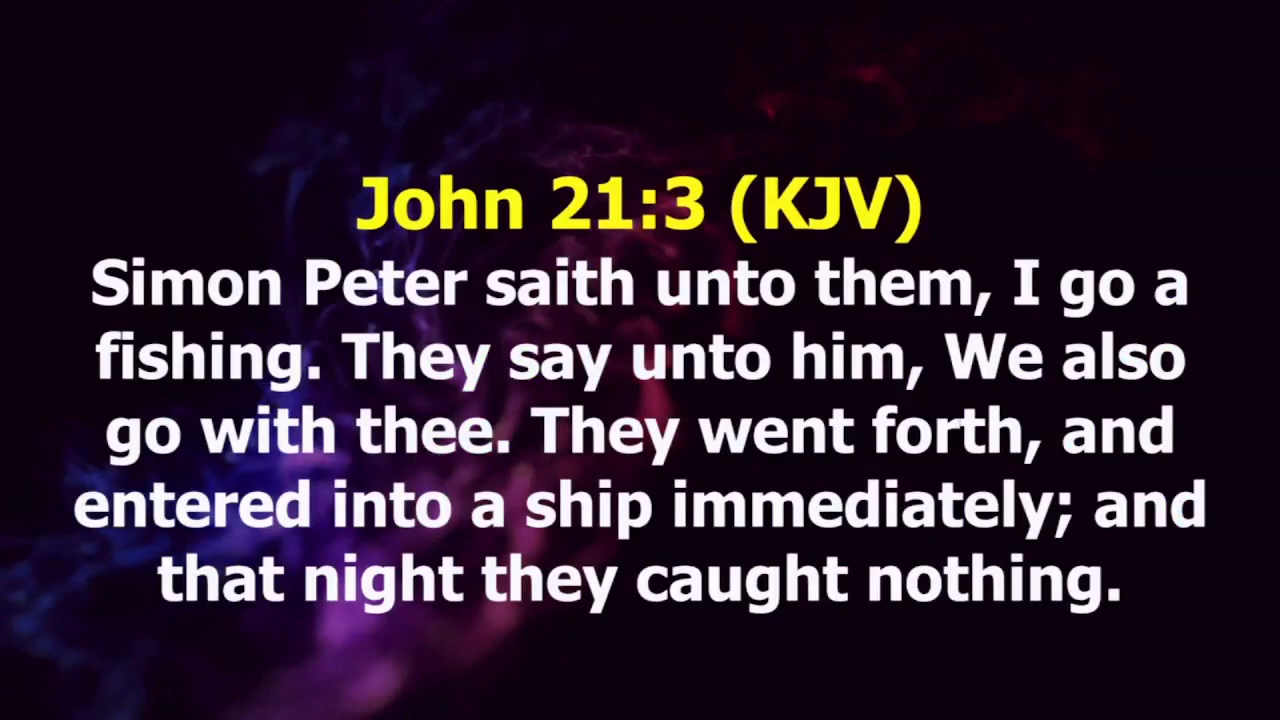 John 21:3 (KJV)
Simon Peter saith unto them, I go a
fishing. They say unto him, We also
go with thee. They went forth, and
entered into a ship immediately; and
that night they caught nothing.